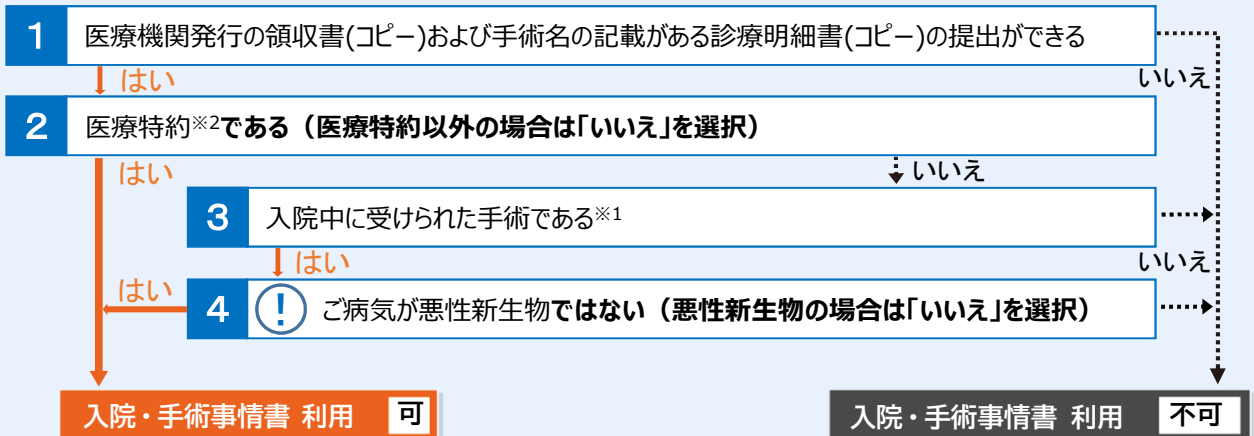 1 医療機関発行の領収書(コピー)および手術名の記載がある診療明細書(コピー)の提出ができる
はい
いいえ
2 医療特約※2である（医療特約以外の場合は「いいえ」を選択）
はい
いいえ
3 入院中に受けられた手術である※1
はい
いいえ
はい
4 ! ご病気が悪性新生物ではない（悪性新生物の場合は「いいえ」を選択）
入院・手術事情書 利用 可
入院・手術事情書 利用 不可